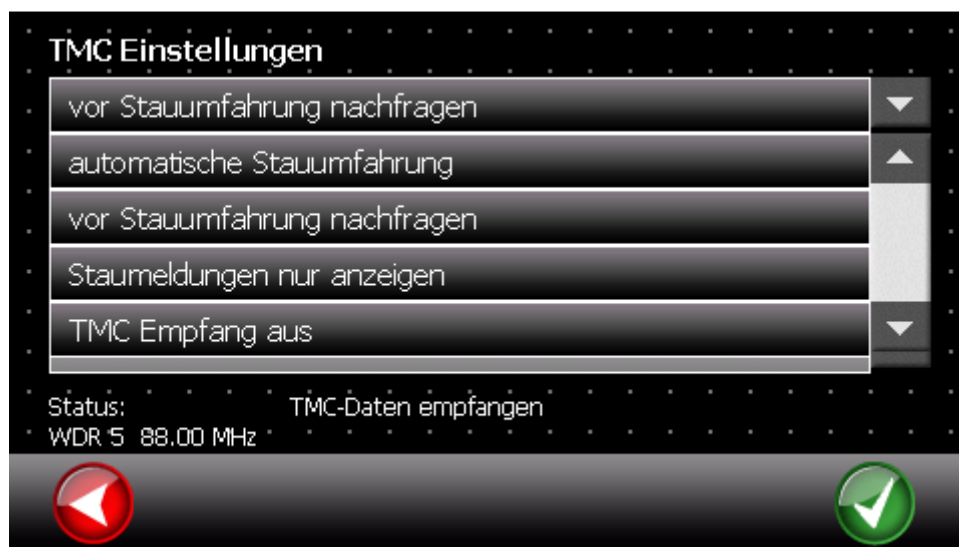 TMC Einstellungen
vor Stauumfahrung nachfragen
automatische Stauumfahrung
vor Stauumfahrung nachfragen
Staumeldungen nur anzeigen
TMC Empfang aus
Status: TMC-Daten empfangen
WDR 5 88.00 MHz